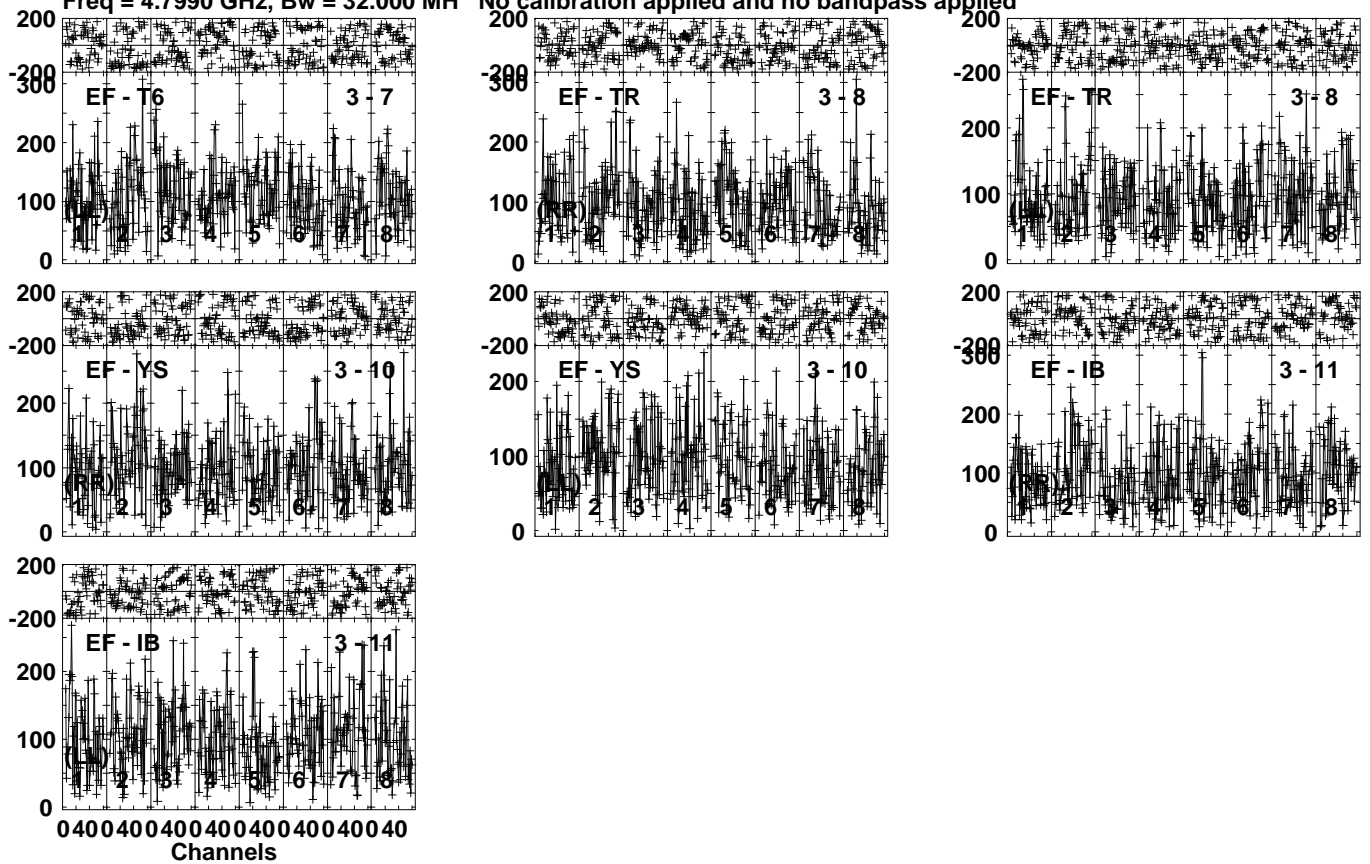 Freq = 4.7990 GHz, Bw = 32.000 MH No calibration applied and no bandpass applied
200
-200
300
EF - T6 3 - 7
200
100
(LL)
1 2 3 4 5 6 7 8
0
200
-200
300
EF - TR 3 - 8
200
100
(RR)
1 2 3 4 5 6 7 8
0
200
-200
EF - TR 3 - 8
200
100
(LL)
1 2 3 4 5 6 7 8
0
200
-200
EF - YS 3 - 10
200
100
(RR)
1 2 3 4 5 6 7 8
0
200
-200
EF - YS 3 - 10
200
100
(LL)
1 2 3 4 5 6 7 8
0
200
-200
300
EF - IB 3 - 11
200
100
(RR)
1 2 3 4 5 6 7 8
0
200
-200
EF - IB 3 - 11
200
100
(LL)
1 2 3 4 5 6 7 8
0
0 40 0 40 0 40 0 40 0 40 0 40 0 40 0 40
Channels